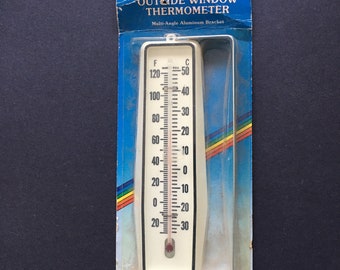 OUTSIDE WINDOW
THERMOMETER
Multi-Angle Aluminum Bracket
F C
120 50
100 40
80 30
60 20
40 10
20 0
0 10
20 20
30